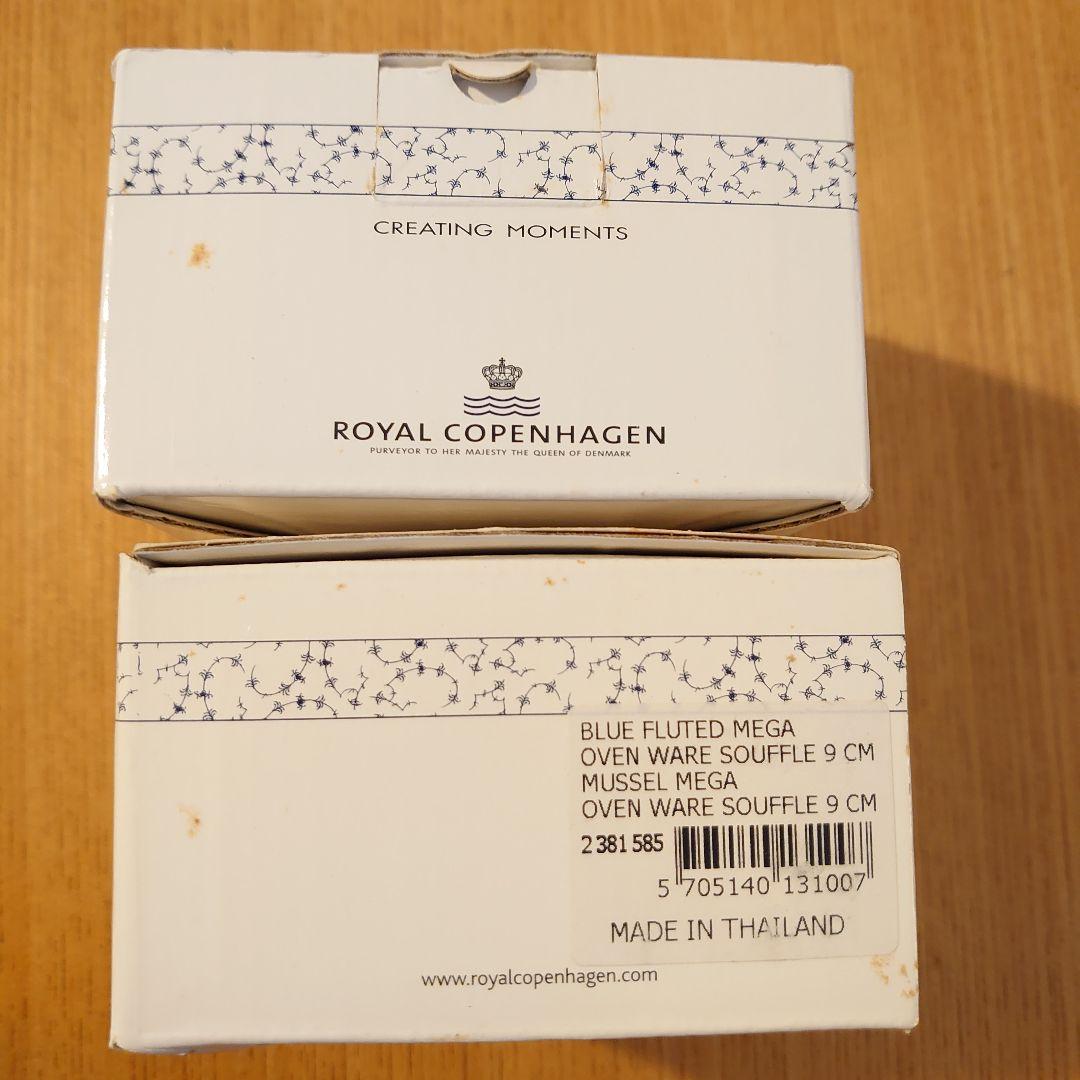 CREATING MOMENTS
ROYAL COPENHAGEN
PURVEYOR TO HER MAJESTY THE QUEEN OF DENMARK
BLUE FLUTED MEGA
OVEN WARE SOUFFLE 9 CM
MUSSEL MEGA
OVEN WARE SOUFFLE 9 CM
2 381 585
5 705140 131007
MADE IN THAILAND
www.royalcopenhagen.com